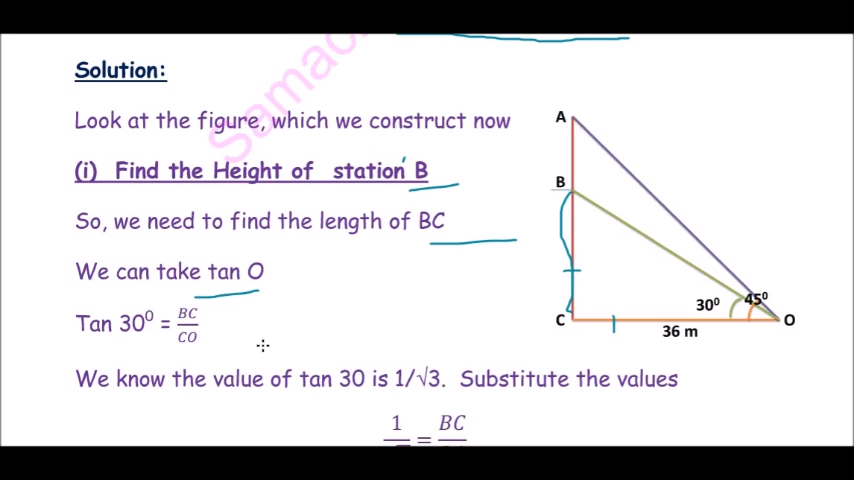 Samac
Solution:
Look at the figure, which we construct now
(i) Find the Height of station B
So, we need to find the length of BC
We can take tan O
Tan 30⁰ = BC/CO
We know the value of tan 30 is 1/√3. Substitute the values
1 = BC
A
B
C
O
30⁰
45⁰
36 m